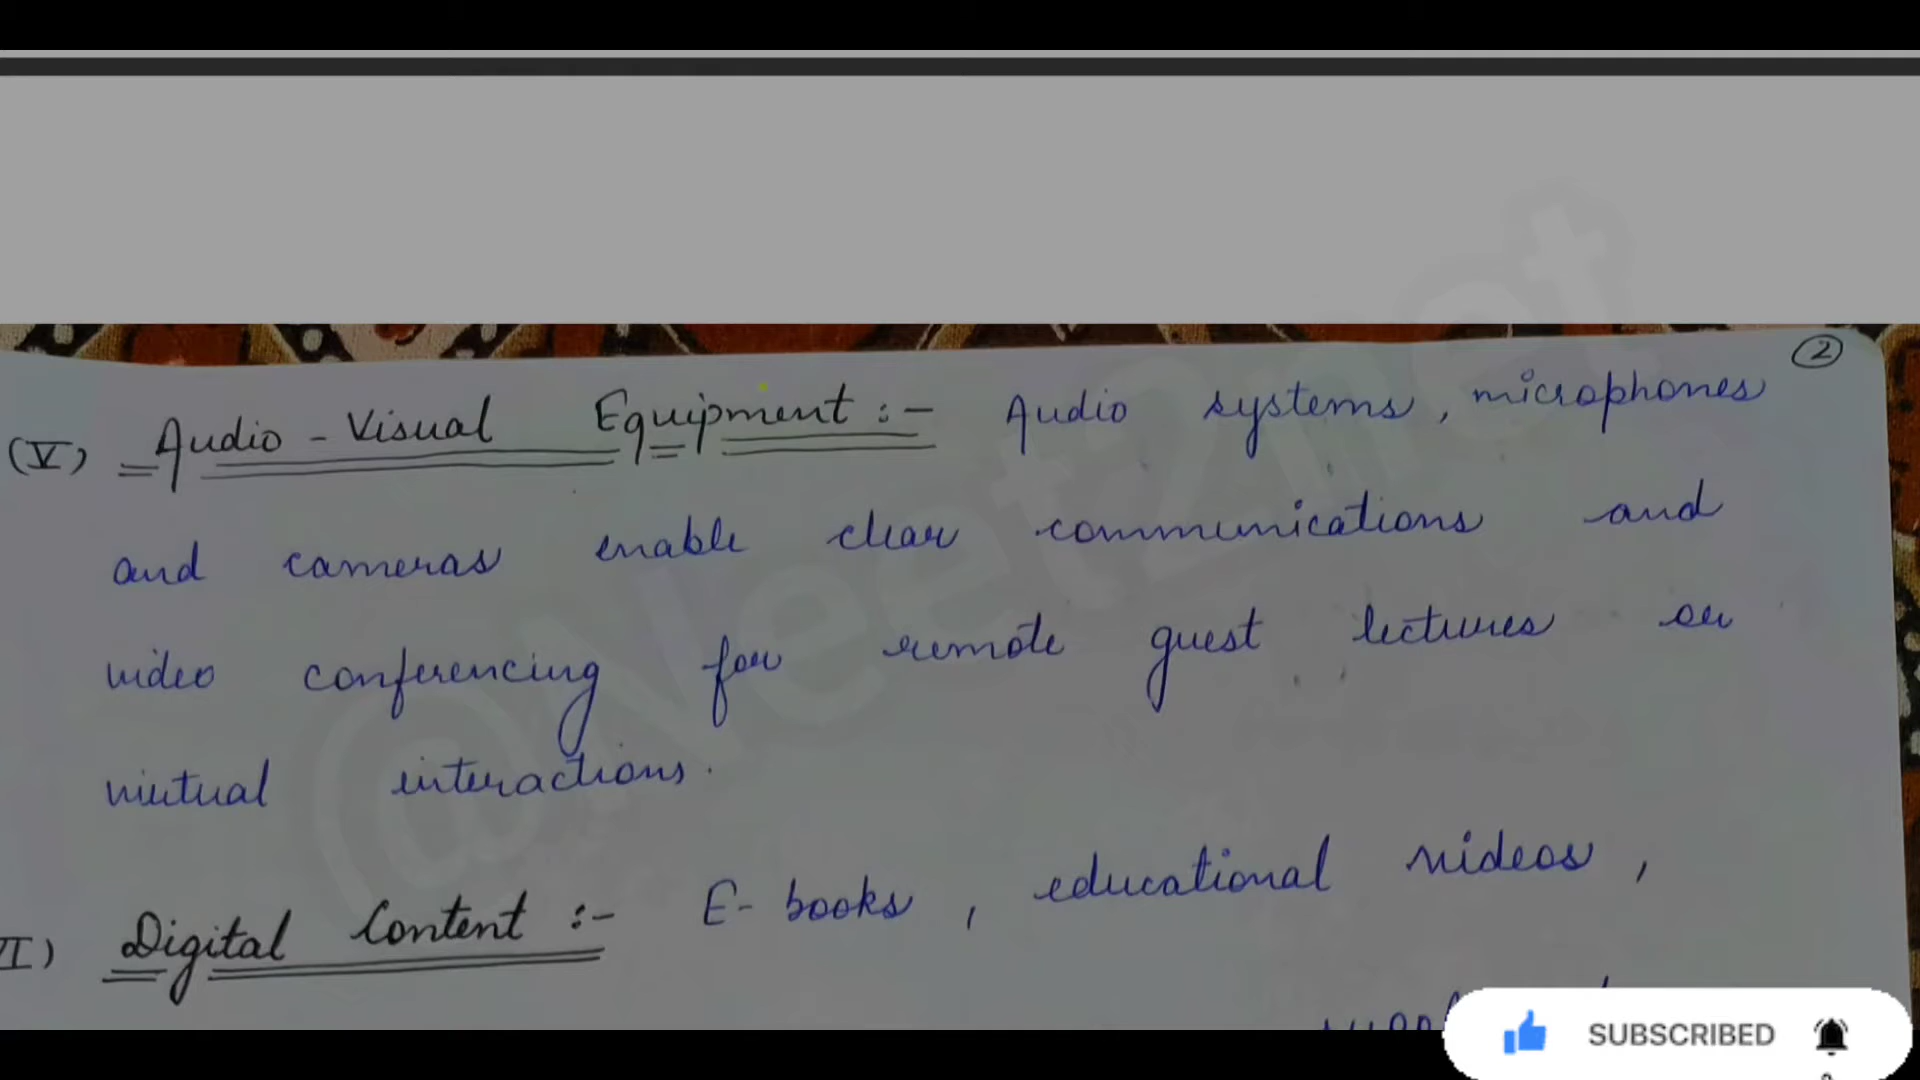 2
(V) Audio-Visual Equipment :- Audio systems, microphones
and cameras enable clear communications and
video conferencing for remote guest lectures or
virtual interactions.
I) Digital Content :- E-books, educational videos,
@Neet2net
SUBSCRIBED